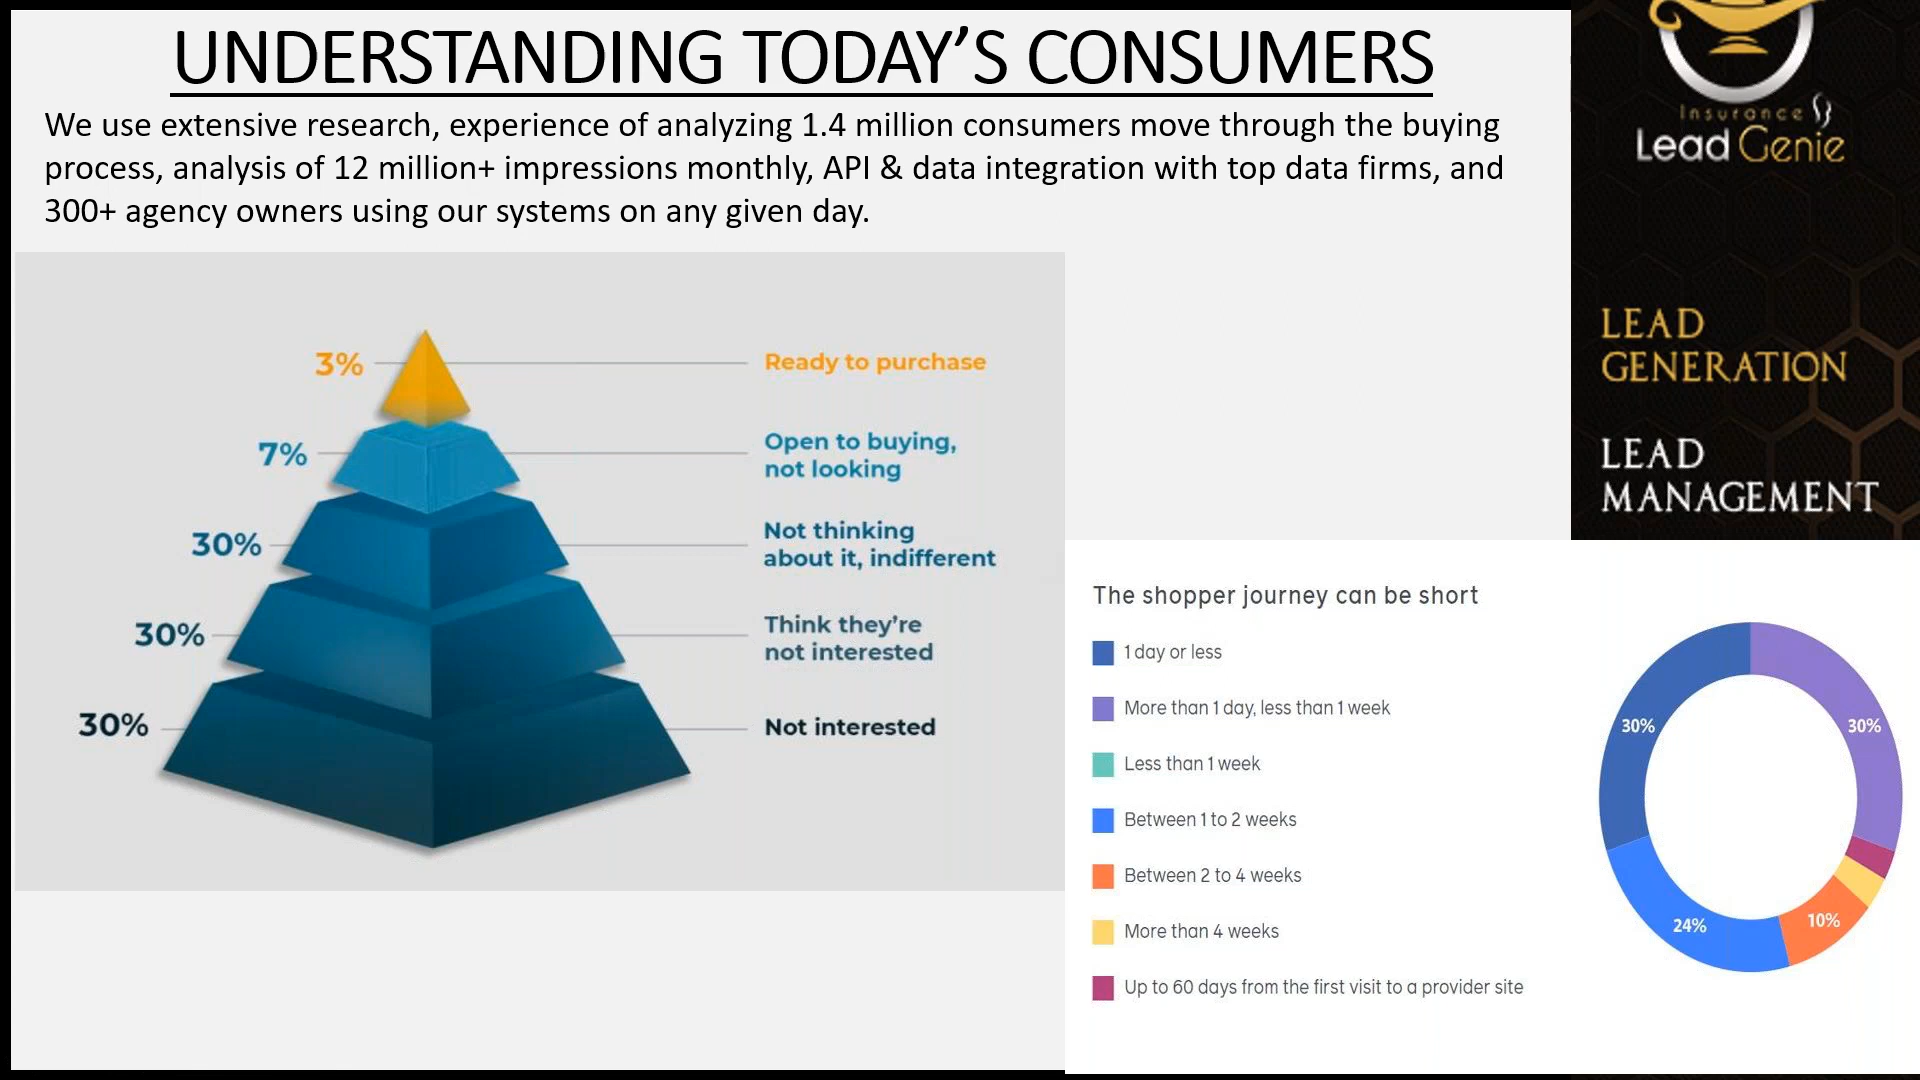 UNDERSTANDING TODAY’S CONSUMERS
We use extensive research, experience of analyzing 1.4 million consumers move through the buying
process, analysis of 12 million+ impressions monthly, API & data integration with top data firms, and
300+ agency owners using our systems on any given day.
3%
Ready to purchase
7%
Open to buying,
not looking
30%
Not thinking
about it, indifferent
30%
Think they’re
not interested
30%
Not interested
Insurance
Lead Genie
LEAD
GENERATION
LEAD
MANAGEMENT
The shopper journey can be short
1 day or less
More than 1 day, less than 1 week
Less than 1 week
Between 1 to 2 weeks
Between 2 to 4 weeks
More than 4 weeks
Up to 60 days from the first visit to a provider site
30%
30%
24%
10%